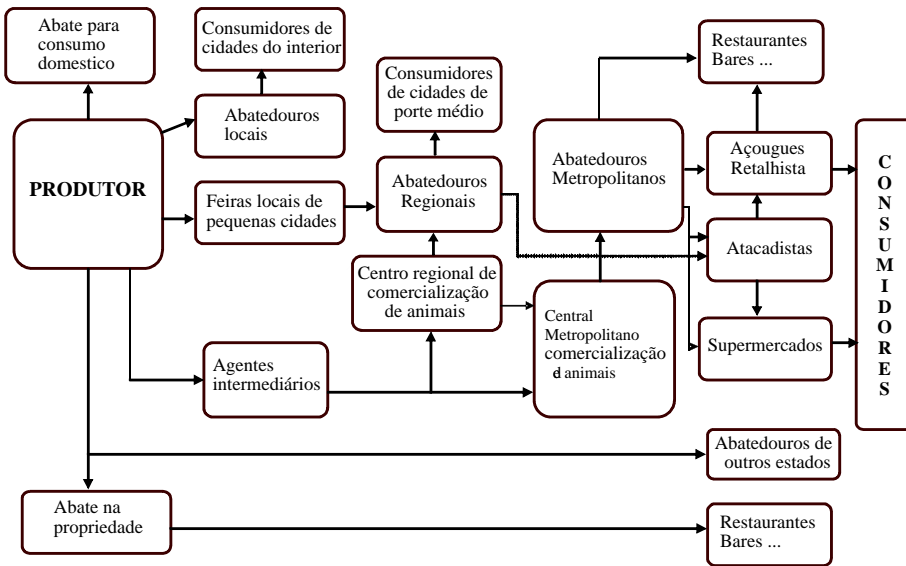 Abate para
consumo
domestico
Consumidores de
cidades do interior
Abatedouros
locais
Consumidores
de cidades de
porte médio
Restaurantes
Bares ...
PRODUTOR
Feiras locais de
pequenas cidades
Abatedouros
Regionais
Abatedouros
Metropolitanos
Açougues
Retalhista
Atacadistas
Supermercados
C
O
N
S
U
M
I
D
O
R
E
S
Centro regional de
comercialização
de animais
Central
Metropolitano
comercialização
d animais
Agentes
intermediários
Abatedouros de
outros estados
Abate na
propriedade
Restaurantes
Bares ...